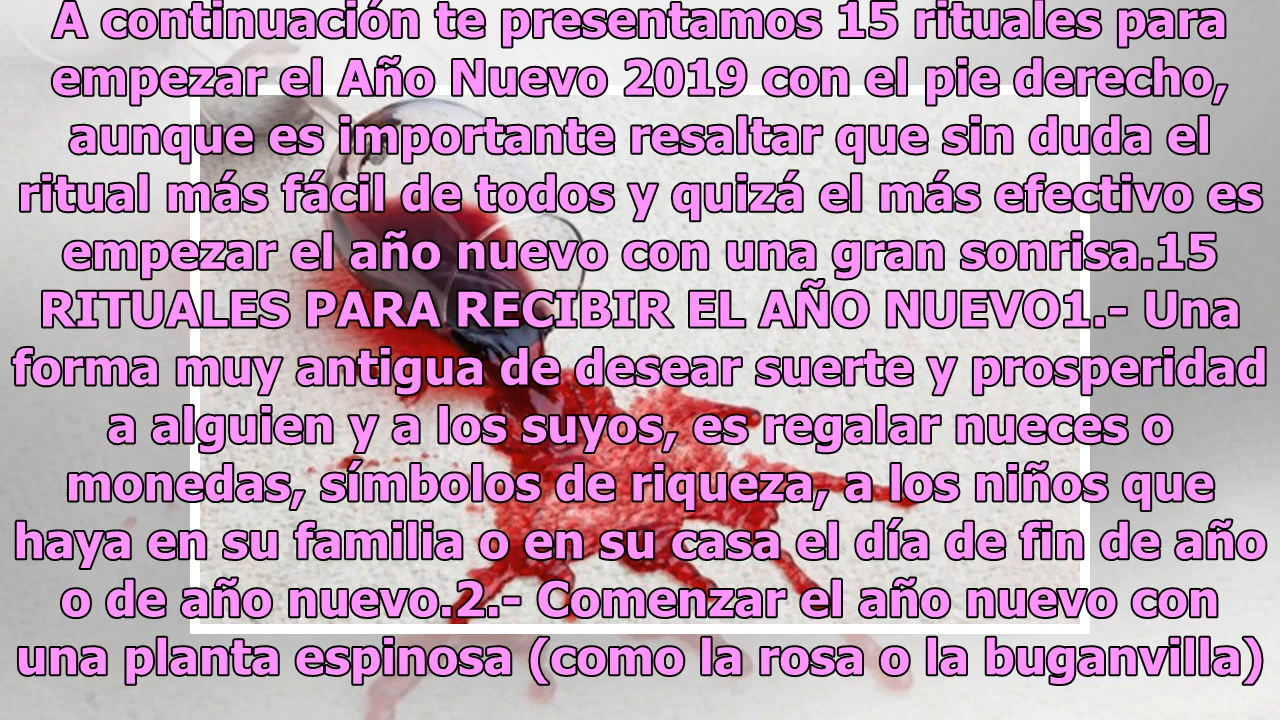 A continuación te presentamos 15 rituales para
empezar el Año Nuevo 2019 con el pie derecho,
aunque es importante resaltar que sin duda el
ritual más fácil de todos y quizá el más efectivo es
empezar el año nuevo con una gran sonrisa.15
RITUALES PARA RECIBIR EL AÑO NUEVO1.- Una
forma muy antigua de desear suerte y prosperidad
a alguien y a los suyos, es regalar nueces o
monedas, símbolos de riqueza, a los niños que
haya en su familia o en su casa el día de fin de año
o de año nuevo.2.- Comenzar el año nuevo con
una planta espinosa (como la rosa o la buganvilla)